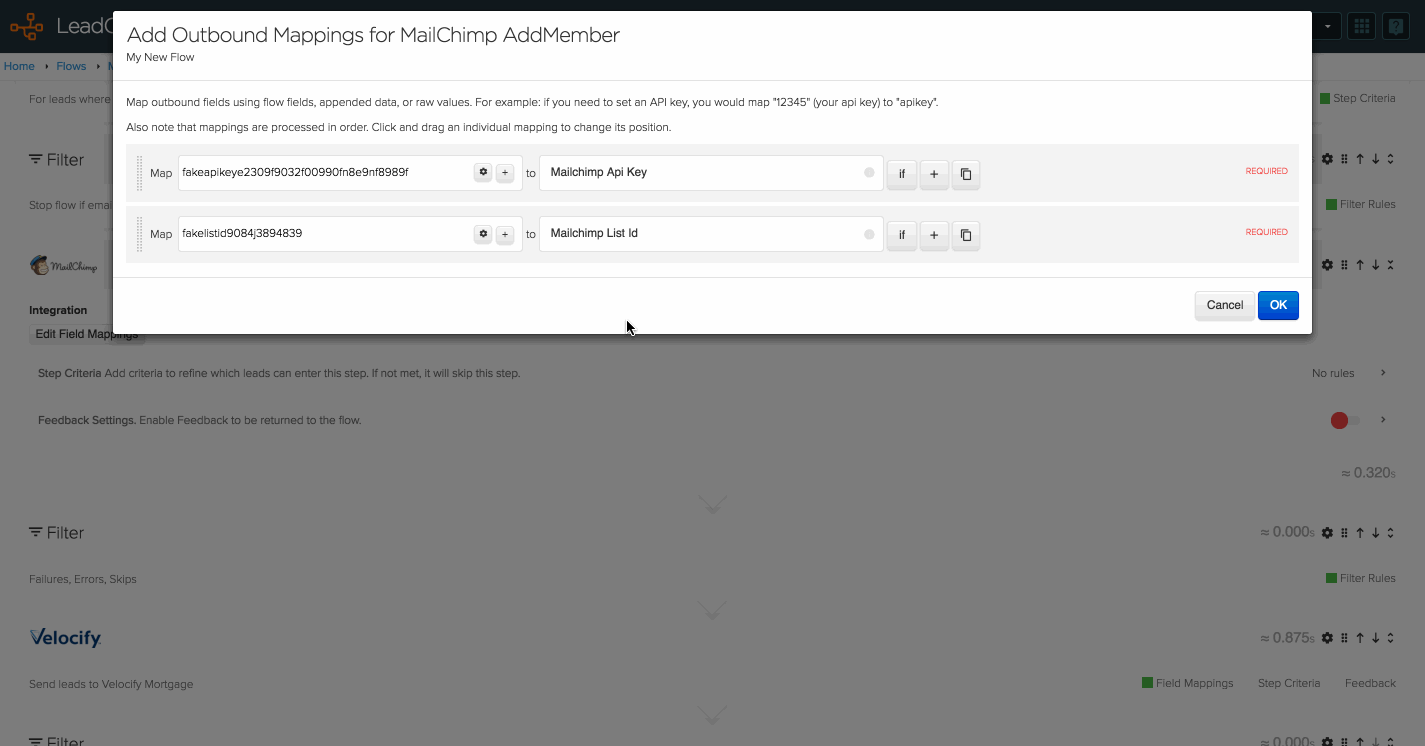 LeadC
Add Outbound Mappings for MailChimp AddMember
My New Flow
Home ▸ Flows ▸
Map outbound fields using flow fields, appended data, or raw values. For example: if you need to set an API key, you would map "12345" (your api key) to "apikey".
For leads where
Step Criteria
Also note that mappings are processed in order. Click and drag an individual mapping to change its position.
Filter
Map fakeapikeye2309f9032f00990fn8e9nf8989f + to Mailchimp Api Key if + REQUIRED
Stop flow if emai
Filter Rules
Map fakelistid9084j3894839 + to Mailchimp List Id if + REQUIRED
MailChimp
Integration
Cancel OK
Edit Field Mappings
Step Criteria Add criteria to refine which leads can enter this step. If not met, it will skip this step. No rules
Feedback Settings. Enable Feedback to be returned to the flow.
≈ 0.320s
Filter ≈ 0.000s
Failures, Errors, Skips Filter Rules
Velocify ≈ 0.875s
Send leads to Velocify Mortgage Field Mappings Step Criteria Feedback
Filter ≈ 0.000s